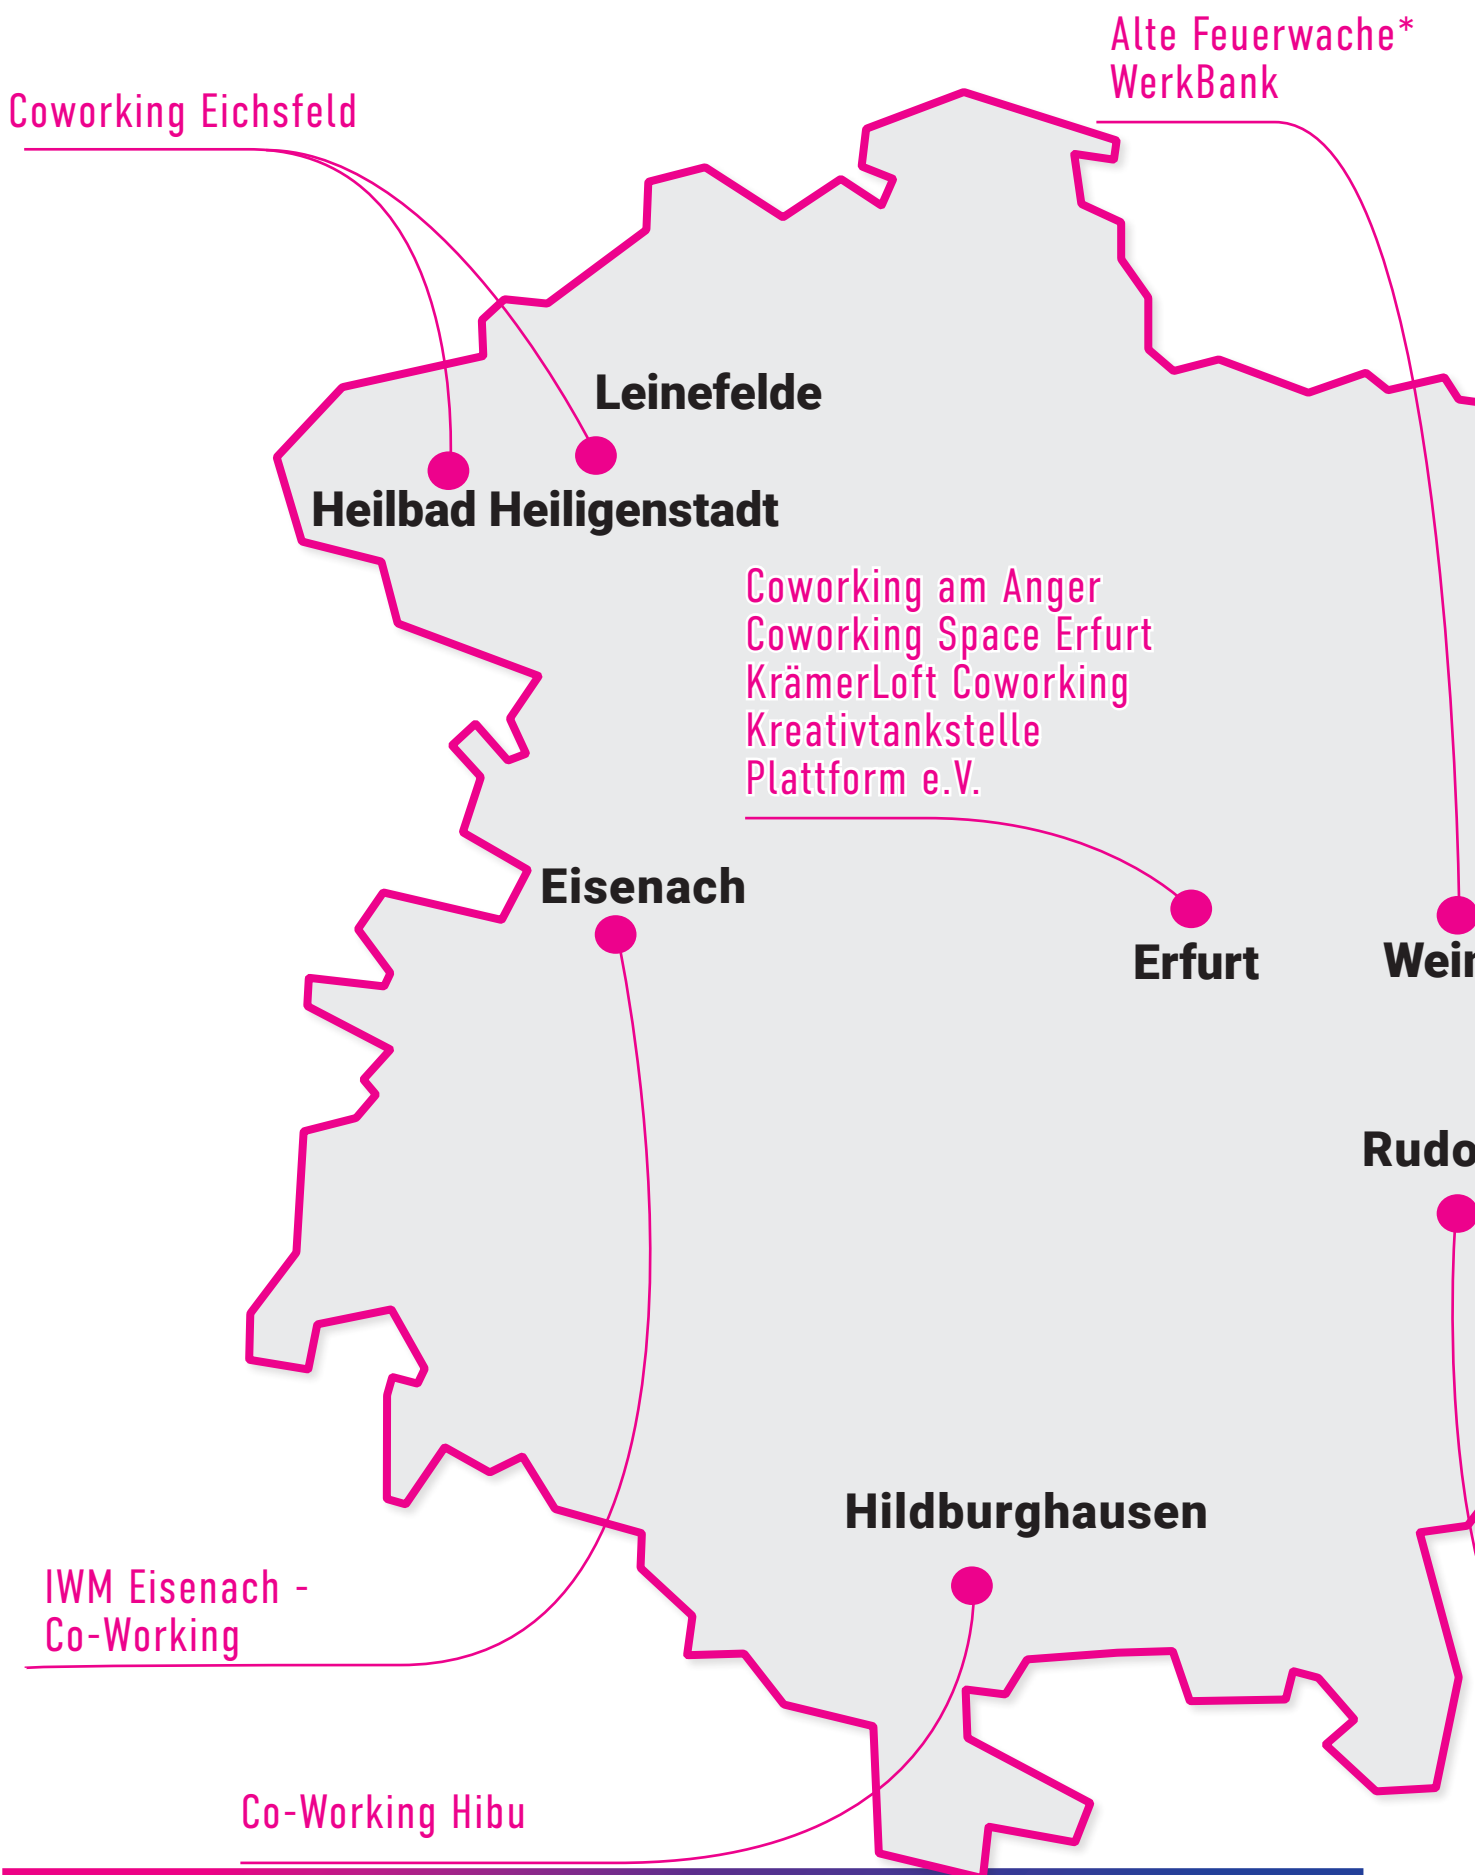 Alte Feuerwache*
WerkBank
Coworking Eichsfeld
Leinefelde
Heilbad Heiligenstadt
Coworking am Anger
Coworking Space Erfurt
KrämerLoft Coworking
Kreativtankstelle
Plattform e.V.
Eisenach
Erfurt
Rudo
Hildburghausen
IWM Eisenach -
Co-Working
Co-Working Hibu